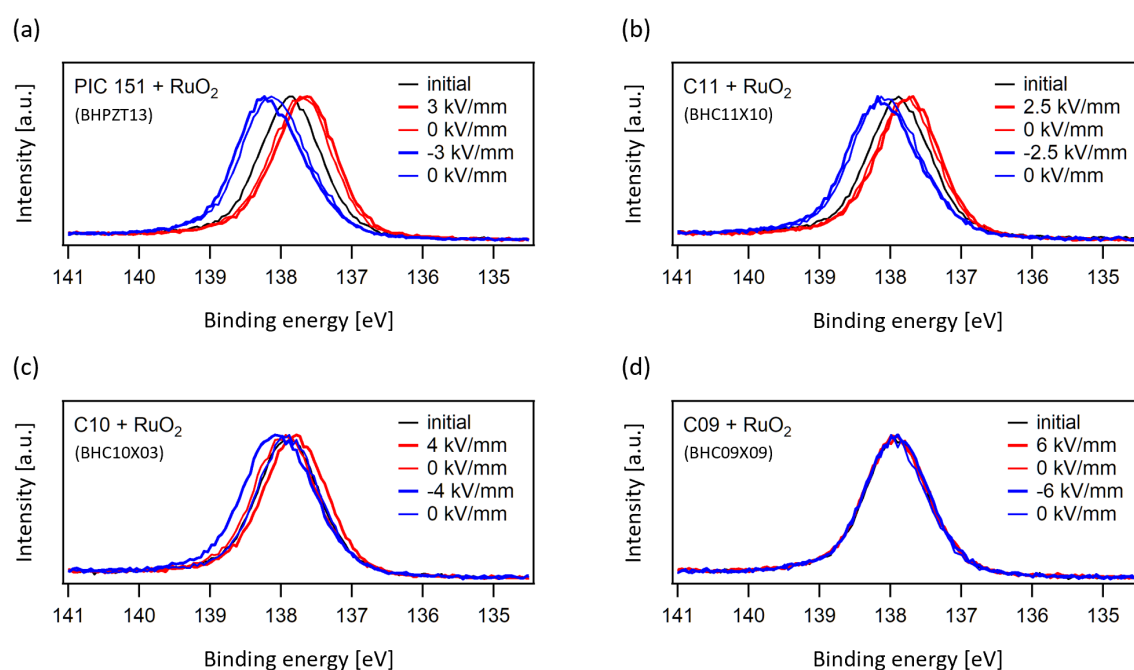 (a)
PIC 151 + RuO₂
(BHPZT13)
initial
3 kV/mm
0 kV/mm
-3 kV/mm
0 kV/mm
Intensity [a.u.]
141 140 139 138 137 136 135
Binding energy [eV]
(b)
C11 + RuO₂
(BHC11X10)
initial
2.5 kV/mm
0 kV/mm
-2.5 kV/mm
0 kV/mm
Intensity [a.u.]
141 140 139 138 137 136 135
Binding energy [eV]
(c)
C10 + RuO₂
(BHC10X03)
initial
4 kV/mm
0 kV/mm
-4 kV/mm
0 kV/mm
Intensity [a.u.]
141 140 139 138 137 136 135
Binding energy [eV]
(d)
C09 + RuO₂
(BHC09X09)
initial
6 kV/mm
0 kV/mm
-6 kV/mm
0 kV/mm
Intensity [a.u.]
141 140 139 138 137 136 135
Binding energy [eV]